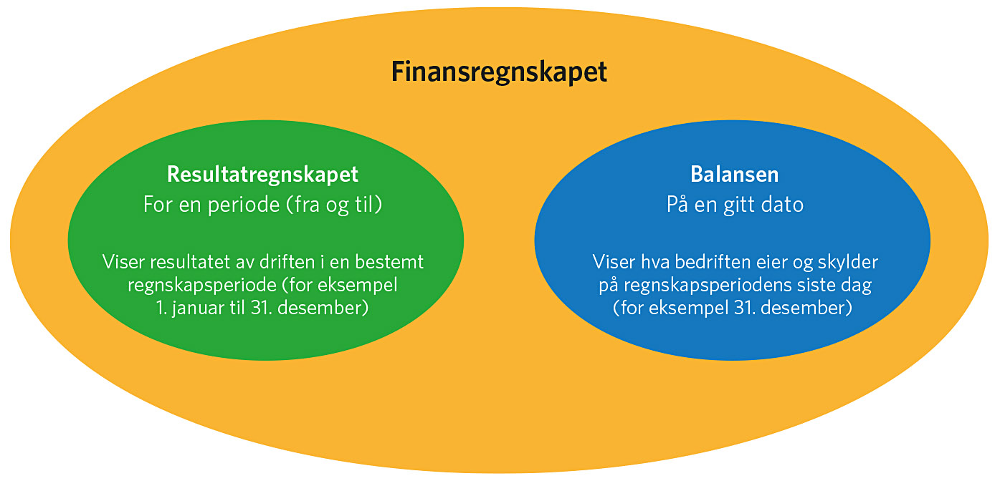 Finansregnskapet
Resultatregnskapet
For en periode (fra og til)
Viser resultatet av driften i en bestemt
regnskapsperiode (for eksempel
1. januar til 31. desember)
Balansen
På en gitt dato
Viser hva bedriften eier og skylder
på regnskapsperiodens siste dag
(for eksempel 31. desember)